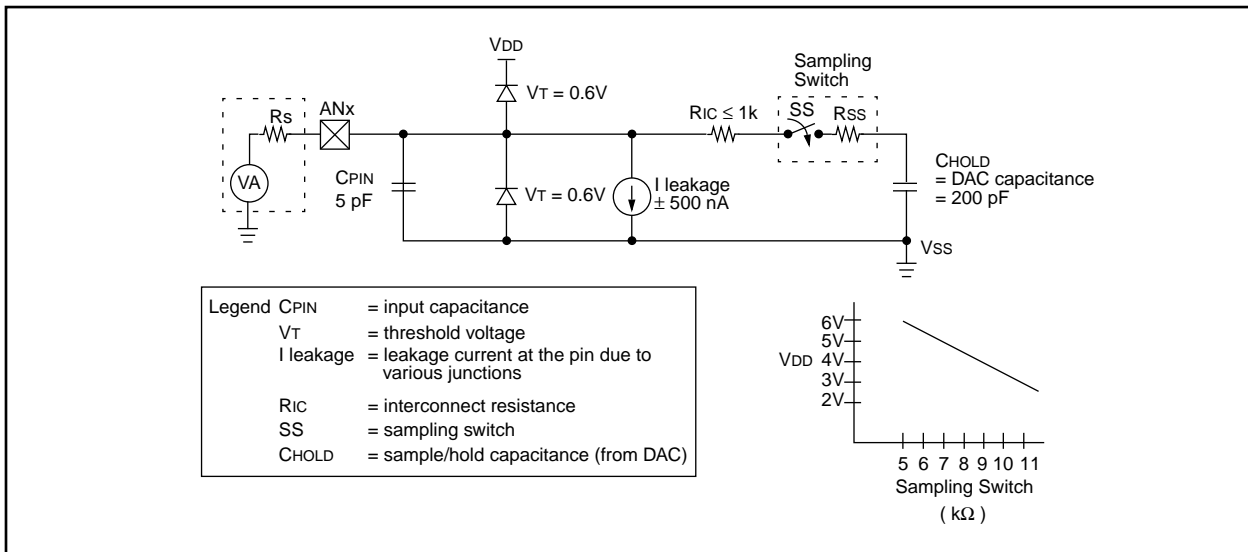 VDD
Sampling
Switch
VT = 0.6V
ANx
RS
RIC ≤ 1k
SS
RSS
VA
CPIN
5 pF
VT = 0.6V
I leakage
± 500 nA
CHOLD
= DAC capacitance
= 200 pF
VSS
Legend CPIN = input capacitance
VT = threshold voltage
I leakage = leakage current at the pin due to
various junctions
RIC = interconnect resistance
SS = sampling switch
CHOLD = sample/hold capacitance (from DAC)
6V
5V
VDD 4V
3V
2V
5 6 7 8 9 10 11
Sampling Switch
( kΩ )